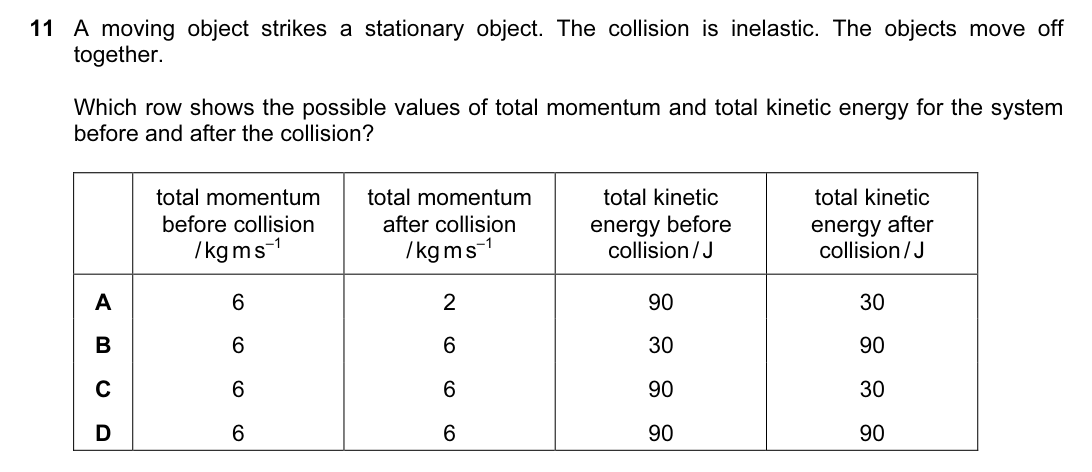 11 A moving object strikes a stationary object. The collision is inelastic. The objects move off
together.
Which row shows the possible values of total momentum and total kinetic energy for the system
before and after the collision?
total momentum before collision /kg m s⁻¹ total momentum after collision /kg m s⁻¹ total kinetic energy before collision/J total kinetic energy after collision/J
A 6 2 90 30
B 6 6 30 90
C 6 6 90 30
D 6 6 90 90